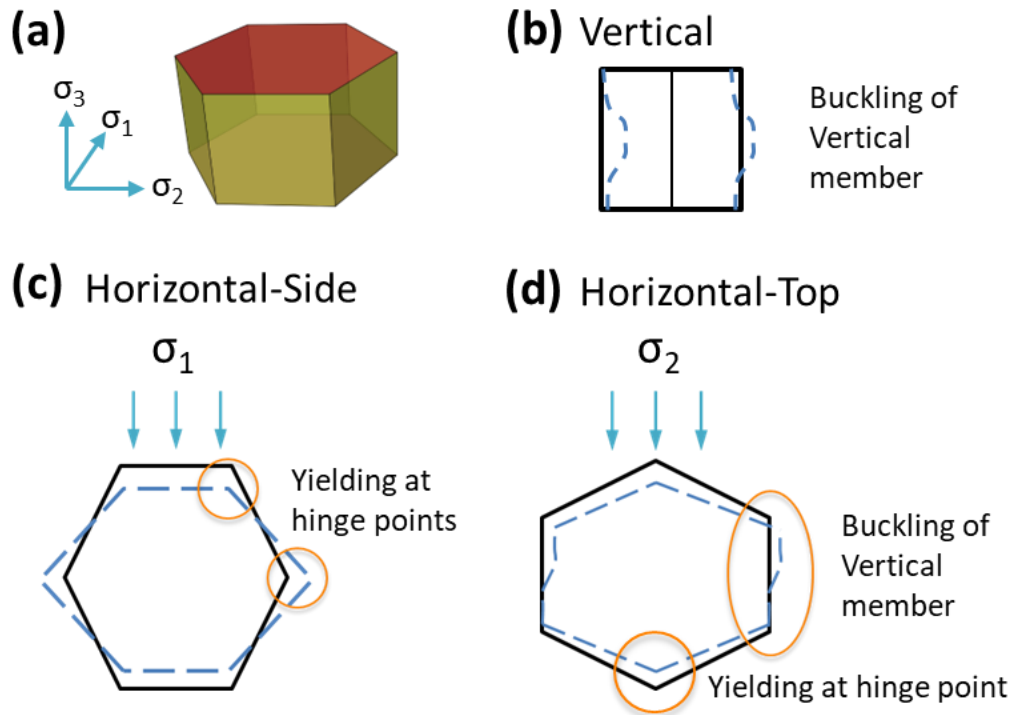 (a)
σ3
σ1
σ2
(b) Vertical
Buckling of
Vertical
member
(c) Horizontal-Side
σ1
Yielding at
hinge points
(d) Horizontal-Top
σ2
Buckling of
Vertical
member
Yielding at hinge point